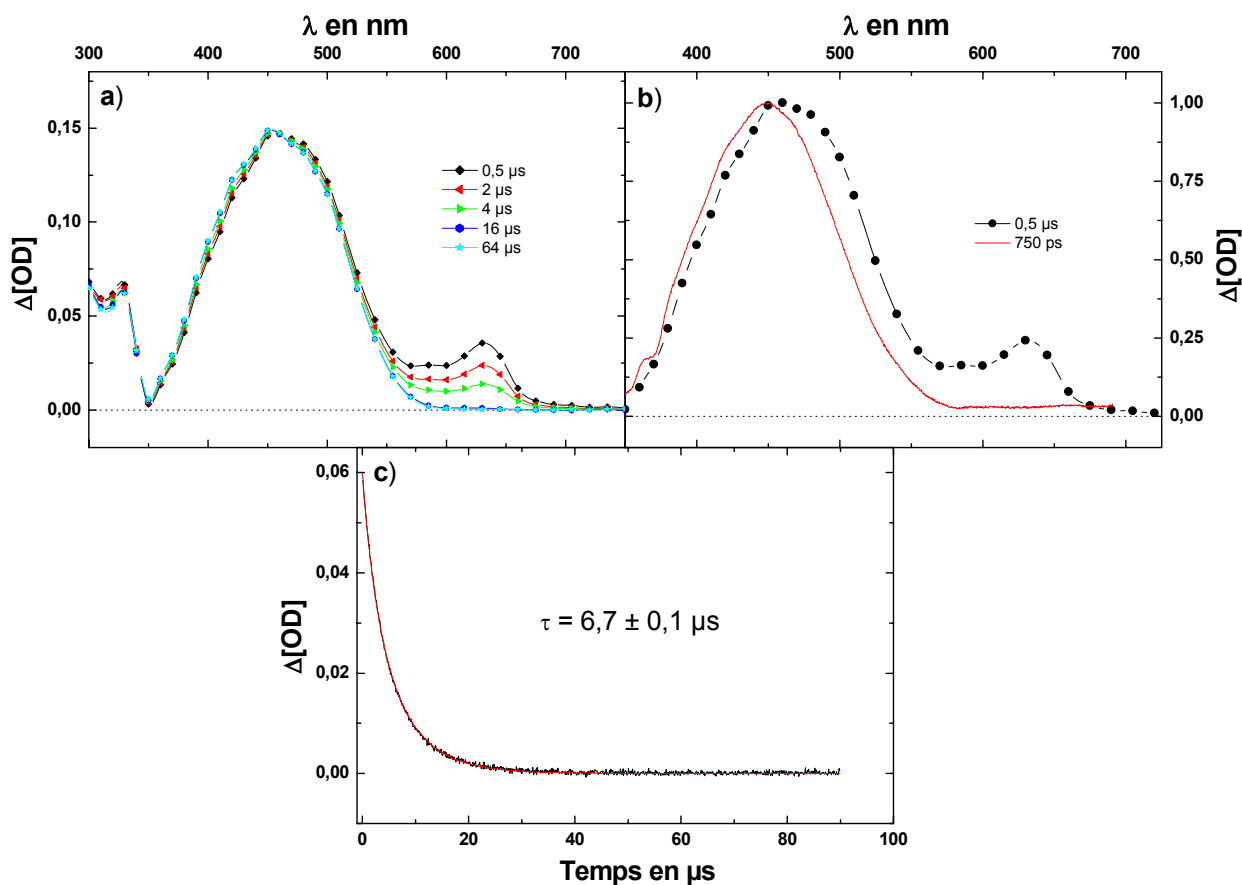 λ en nm
λ en nm
300 400 500 600 700
400 500 600 700
a)
b)
0,15
0,10
0,05
0,00
Δ[OD]
0,5 µs
2 µs
4 µs
16 µs
64 µs
0,5 µs
750 ps
1,00
0,75
0,50
0,25
0,00
Δ[OD]
c)
0,06
0,04
0,02
0,00
Δ[OD]
τ = 6,7 ± 0,1 µs
0 20 40 60 80 100
Temps en µs